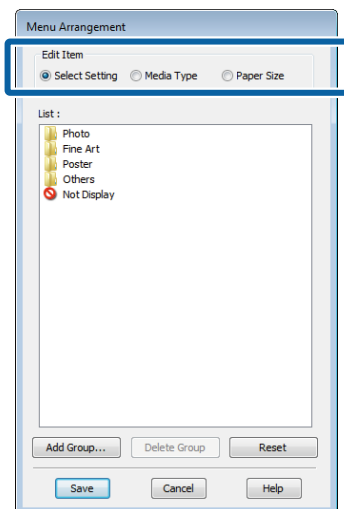 Menu Arrangement
Edit Item
Select Setting Media Type Paper Size
List :
Photo
Fine Art
Poster
Others
Not Display
Add Group... Delete Group Reset
Save Cancel Help